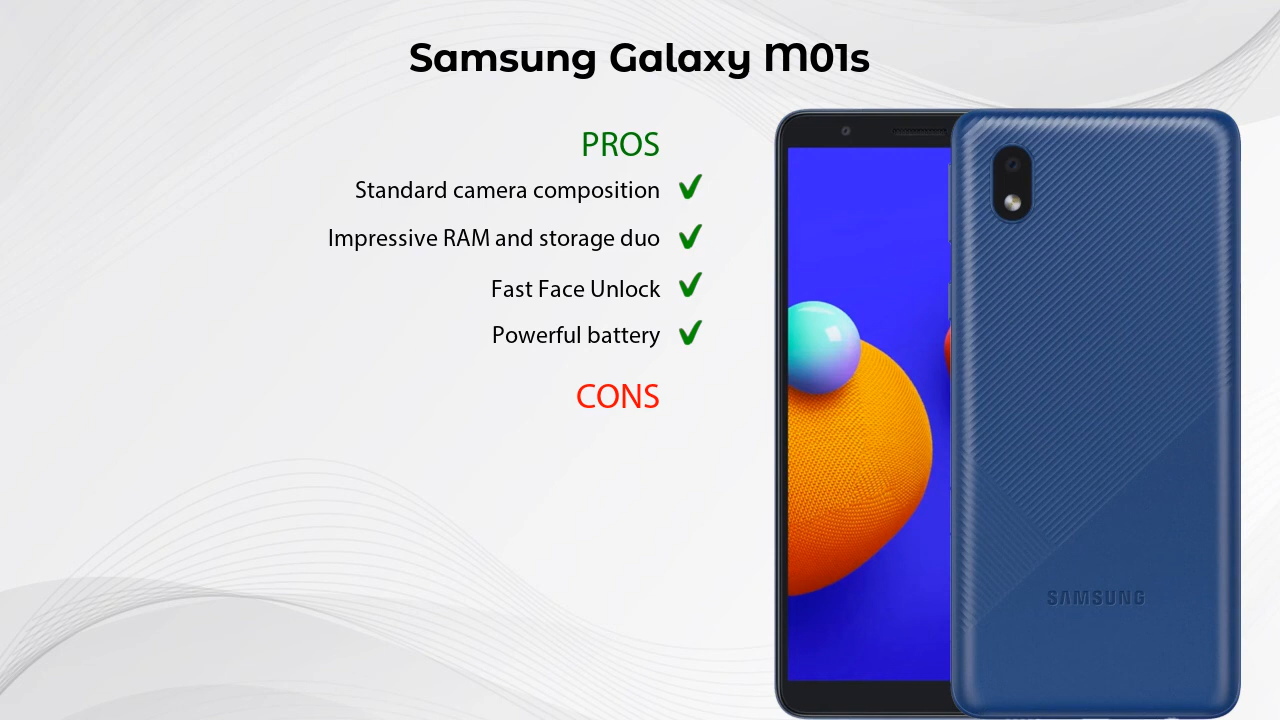 Samsung Galaxy M01s
PROS
Standard camera composition
Impressive RAM and storage duo
Fast Face Unlock
Powerful battery
CONS
SAMSUNG